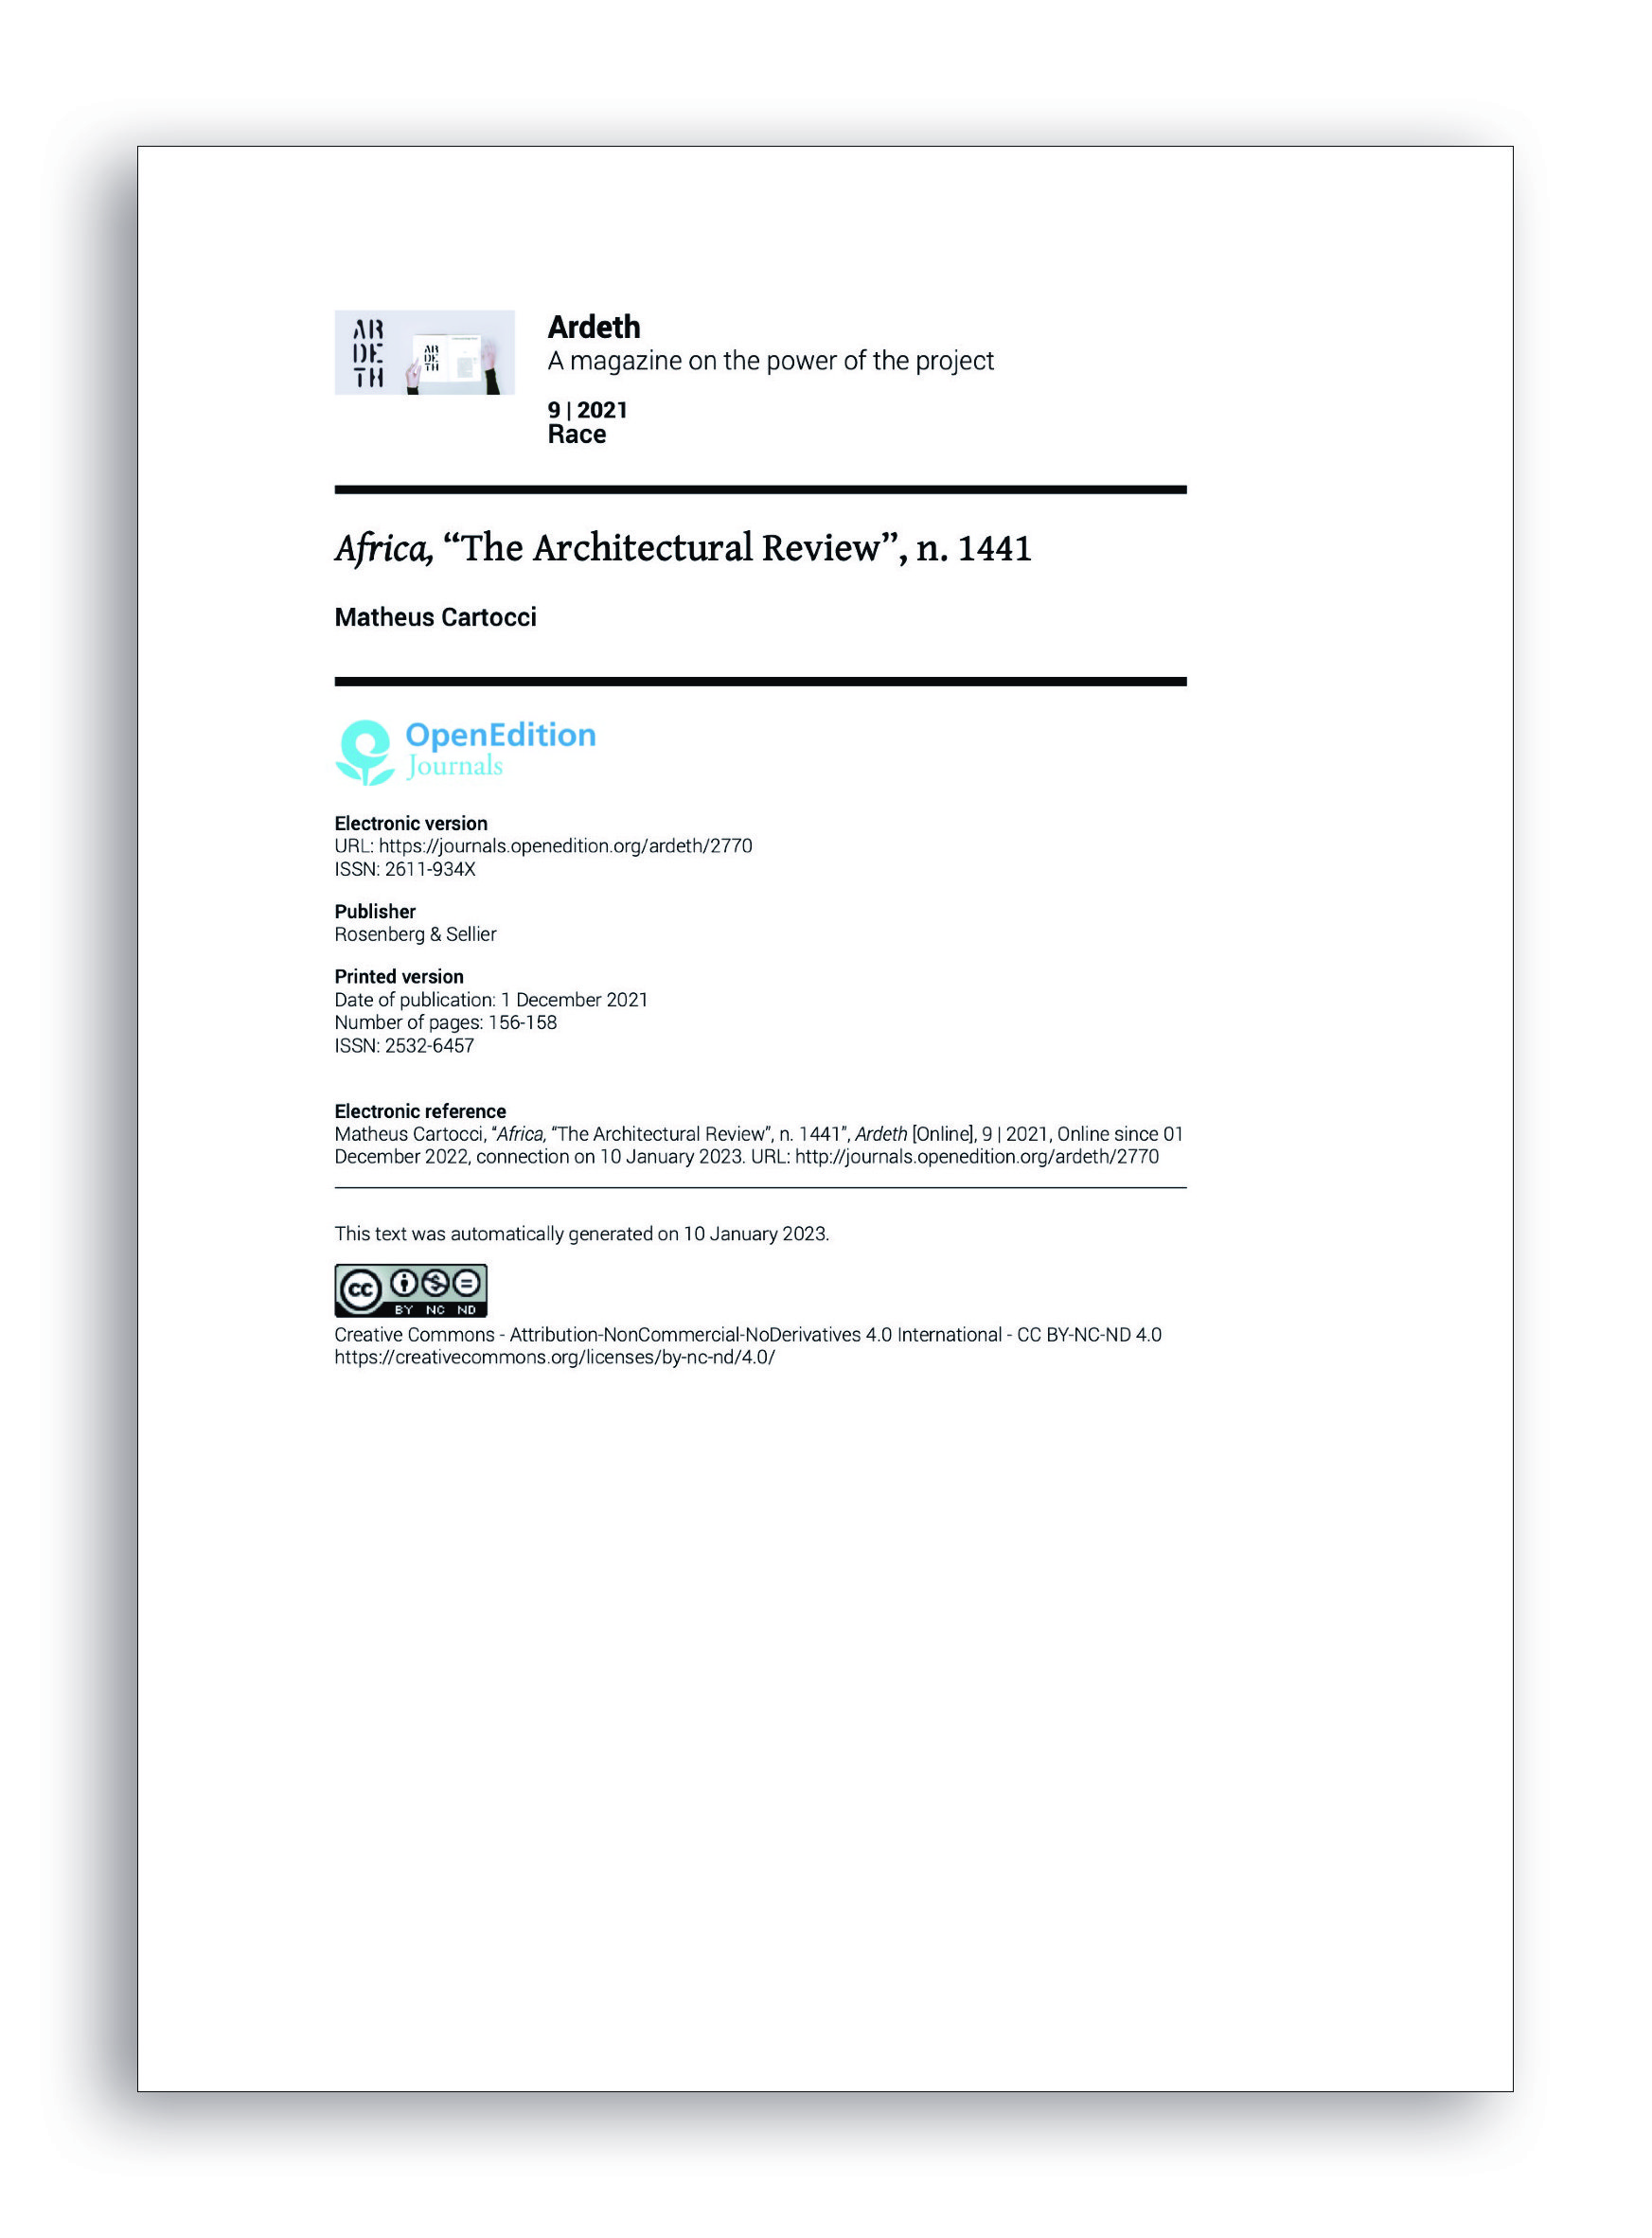 AR
DE
TH
AR
DE
TH
Ardeth
A magazine on the power of the project
9 | 2021
Race
Africa, “The Architectural Review”, n. 1441
Matheus Cartocci
OpenEdition
Journals
Electronic version
URL: https://journals.openedition.org/ardeth/2770
ISSN: 2611-934X
Publisher
Rosenberg & Sellier
Printed version
Date of publication: 1 December 2021
Number of pages: 156-158
ISSN: 2532-6457
Electronic reference
Matheus Cartocci, “Africa, “The Architectural Review”, n. 1441”, Ardeth [Online], 9 | 2021, Online since 01
December 2022, connection on 10 January 2023. URL: http://journals.openedition.org/ardeth/2770
This text was automatically generated on 10 January 2023.
cc
BY NC ND
Creative Commons - Attribution-NonCommercial-NoDerivatives 4.0 International - CC BY-NC-ND 4.0
https://creativecommons.org/licenses/by-nc-nd/4.0/